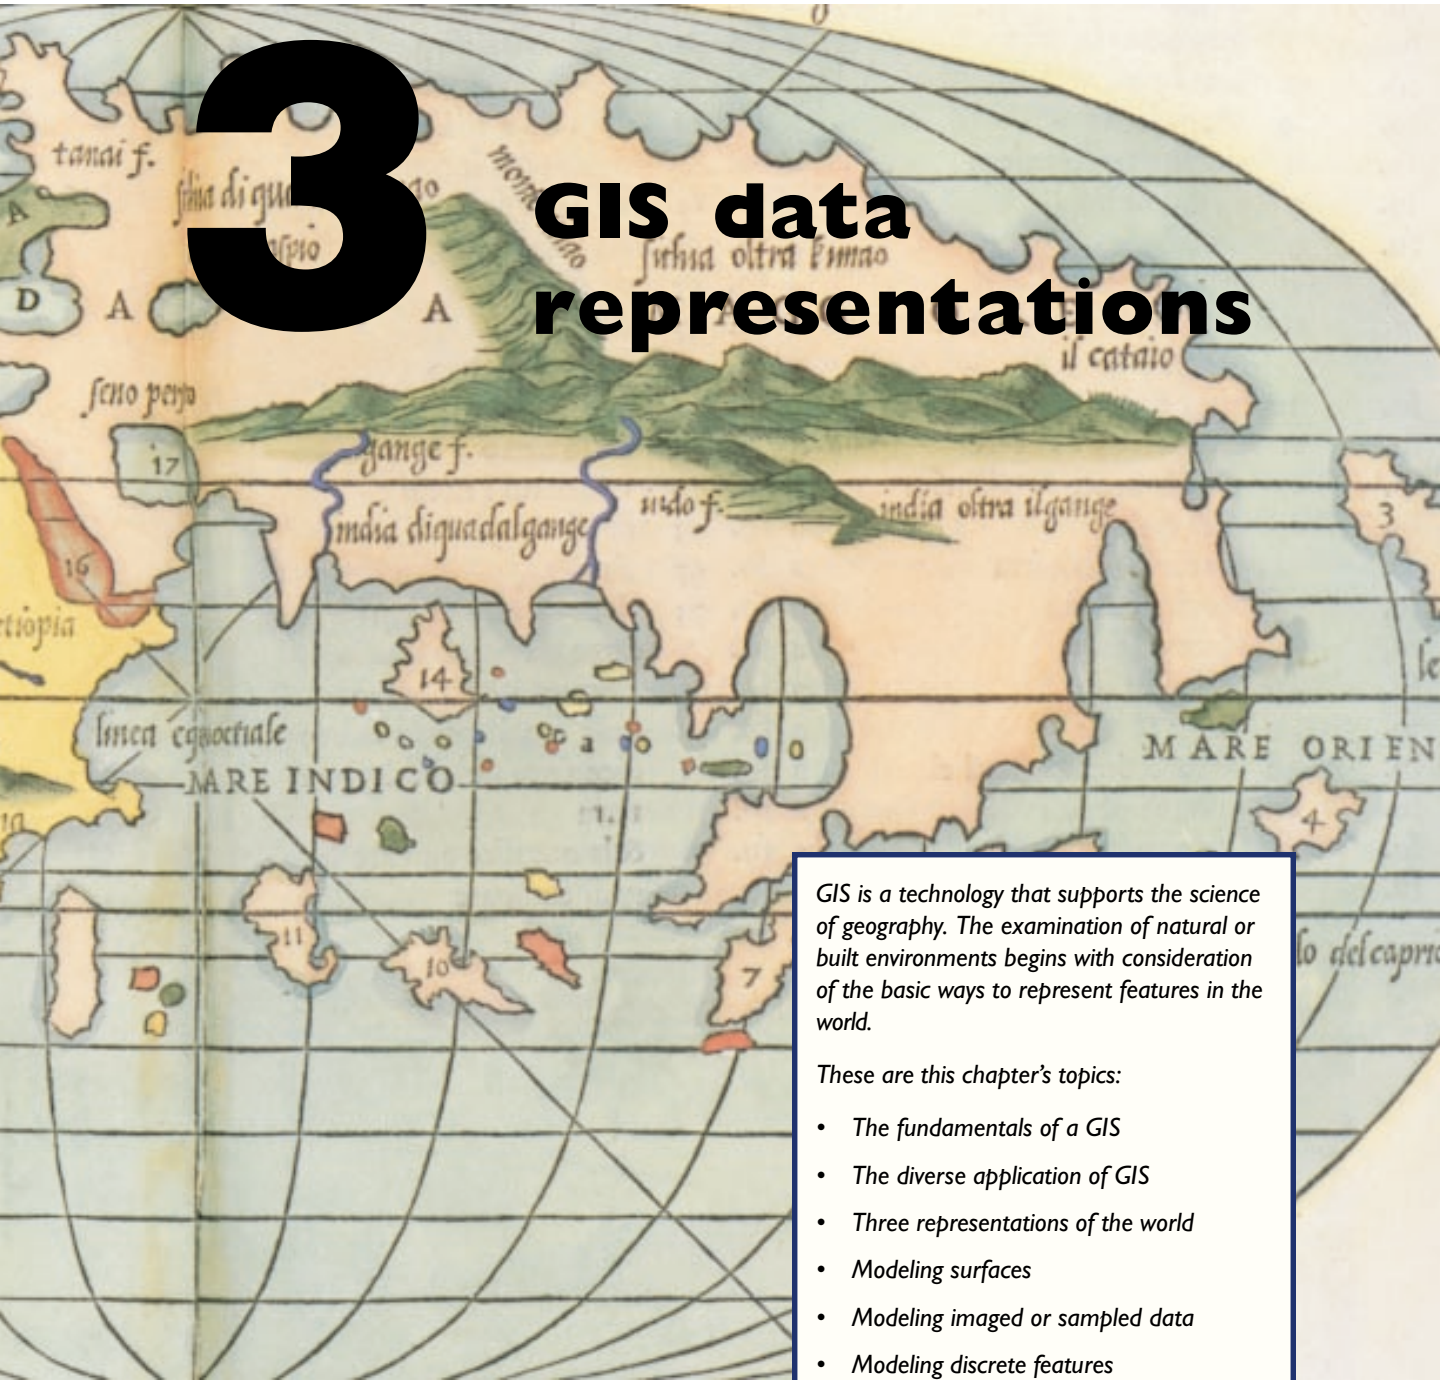 3
GIS data
representations
tanai f.
A
D
A
A
il cataio
17
gange f.
indo f.
india oltra ilgange
india diquadalgange
3
16
14
linea
MARE INDICO
MARE ORIEN
a
4
11
10
7
GIS is a technology that supports the science
of geography. The examination of natural or
built environments begins with consideration
of the basic ways to represent features in the
world.
These are this chapter’s topics:
• The fundamentals of a GIS
• The diverse application of GIS
• Three representations of the world
• Modeling surfaces
• Modeling imaged or sampled data
• Modeling discrete features